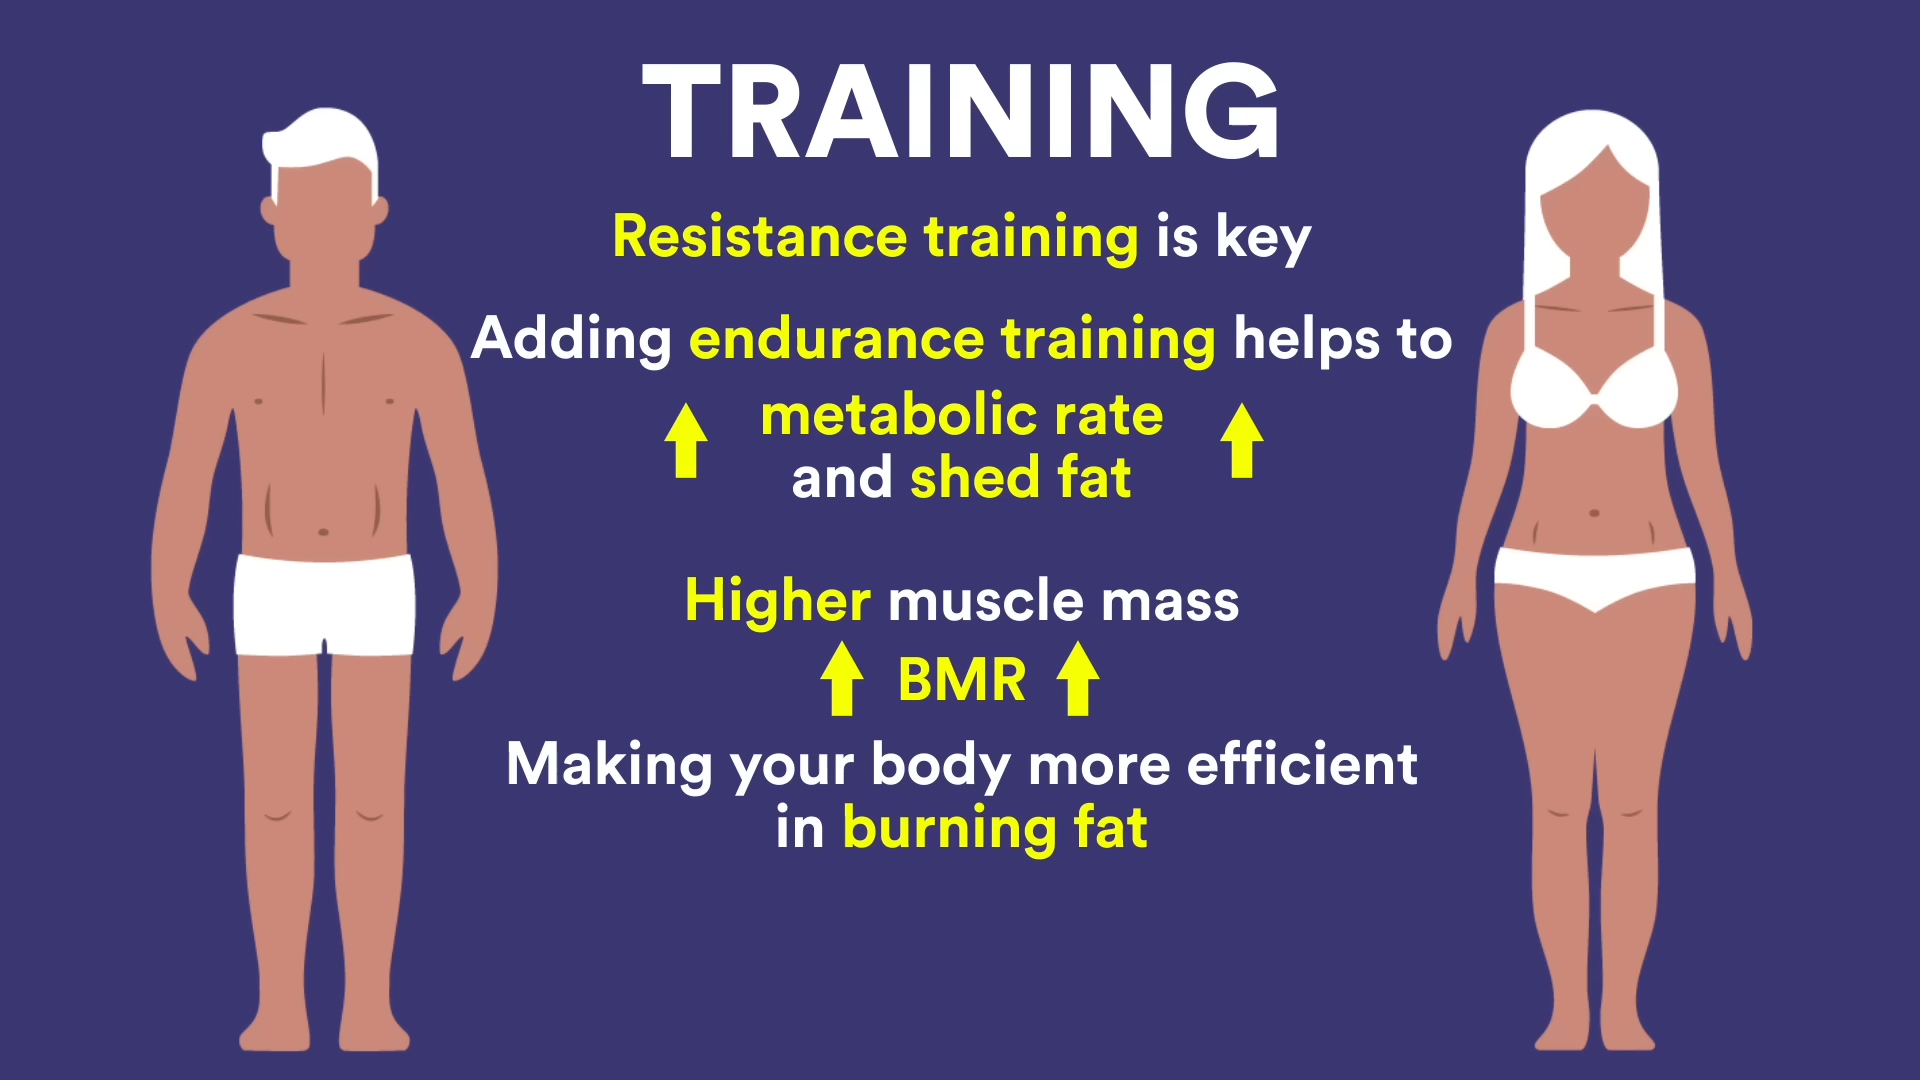 TRAINING
Resistance training is key
Adding endurance training helps to
metabolic rate
and shed fat
Higher muscle mass
BMR
Making your body more efficient
in burning fat